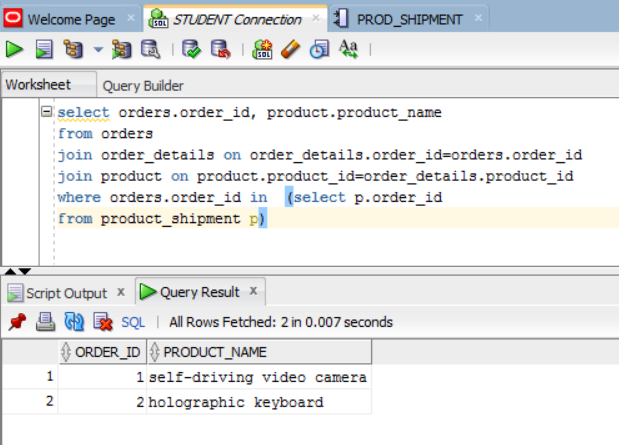 Welcome Page × STUDENT Connection × PROD_SHIPMENT ×
SQL Aa
Worksheet Query Builder
select orders.order_id, product.product_name
from orders
join order_details on order_details.order_id=orders.order_id
join product on product.product_id=order_details.product_id
where orders.order_id in (select p.order_id
from product_shipment p)
Script Output x Query Result x
SQL | All Rows Fetched: 2 in 0.007 seconds
ORDER_ID PRODUCT_NAME
1 1 self-driving video camera
2 2 holographic keyboard